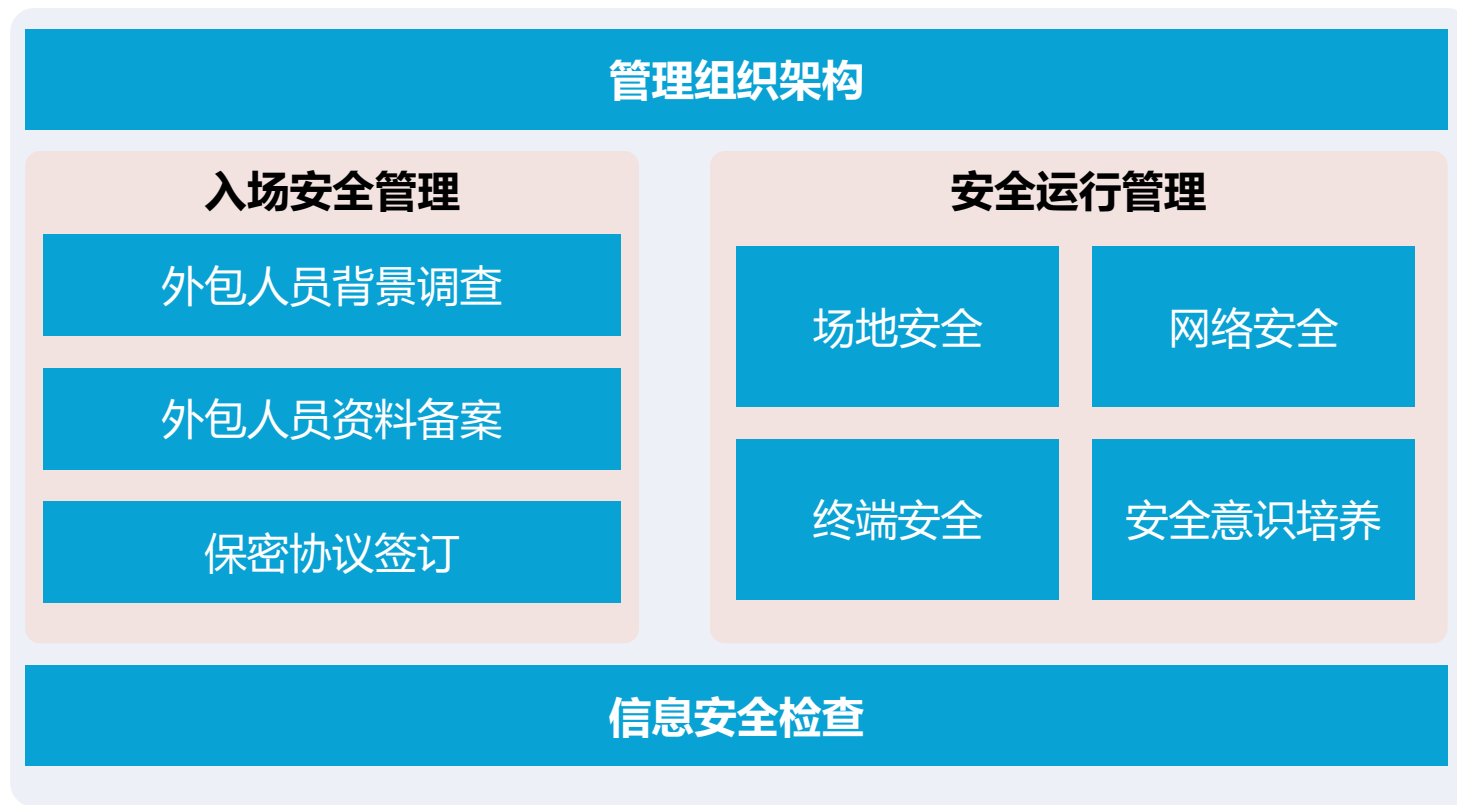 管理组织架构
入场安全管理
外包人员背景调查
外包人员资料备案
保密协议签订
安全运行管理
场地安全
网络安全
终端安全
安全意识培养
信息安全检查